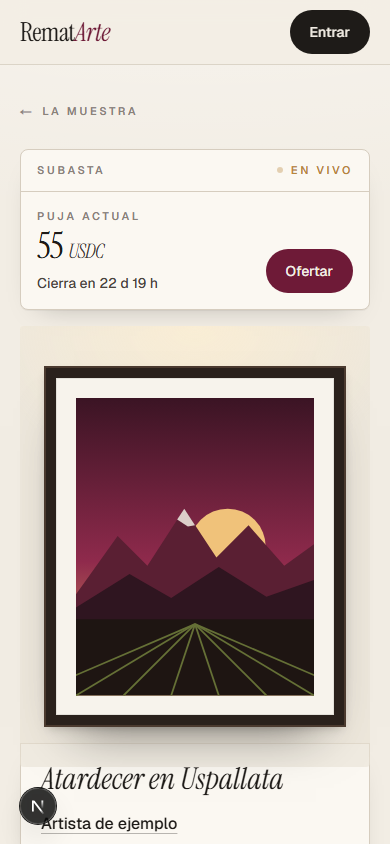 RematArte
Entrar
← LA MUESTRA
SUBASTA
EN VIVO
PUJA ACTUAL
55 USDC
Cierra en 22 d 19 h
Ofertar
Atardecer en Uspallata
N
Artista de ejemplo